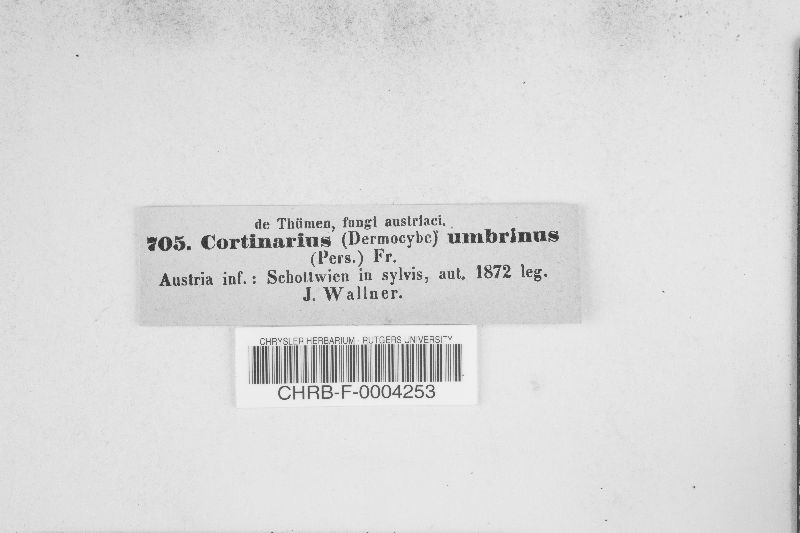 de Thümen, fungi austriaci.
705. Cortinarius (Dermocybe) umbrinus
(Pers.) Fr.
Austria inf.: Schottwien in sylvis, aut. 1872 leg.
J. Wallner.
CHRYSLER HERBARIUM - RUTGERS UNIVERSITY
CHRB-F-0004253